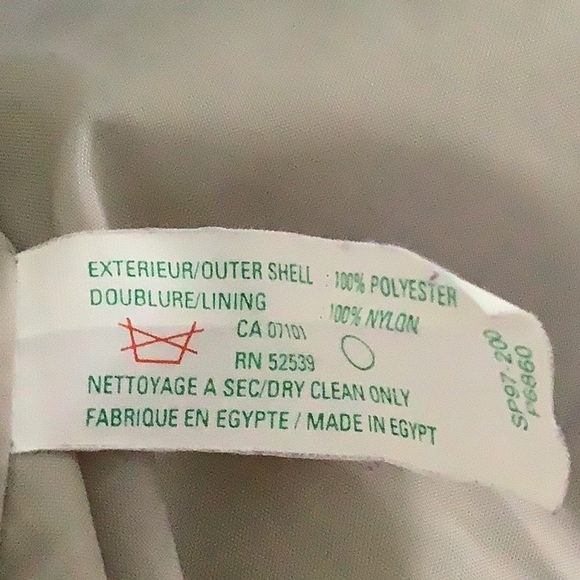 EXTERIEUR/OUTER SHELL : 100% POLYESTER
DOUBLURE/LINING : 100% NYLON
CA 07101
RN 52539
NETTOYAGE A SEC/DRY CLEAN ONLY
FABRIQUE EN EGYPTE / MADE IN EGYPT
SP97-200
P6860